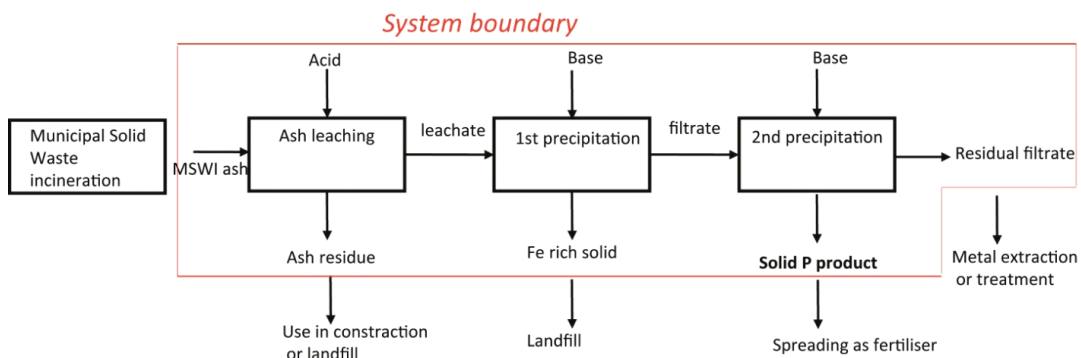 System boundary
Acid
Base
Base
Municipal Solid
Waste
incineration
MSWI ash
Ash leaching
leachate
1st precipitation
filtrate
2nd precipitation
Residual filtrate
Ash residue
Fe rich solid
Solid P product
Metal extraction
or treatment
Use in constraction
or landfill
Landfill
Spreading as fertiliser